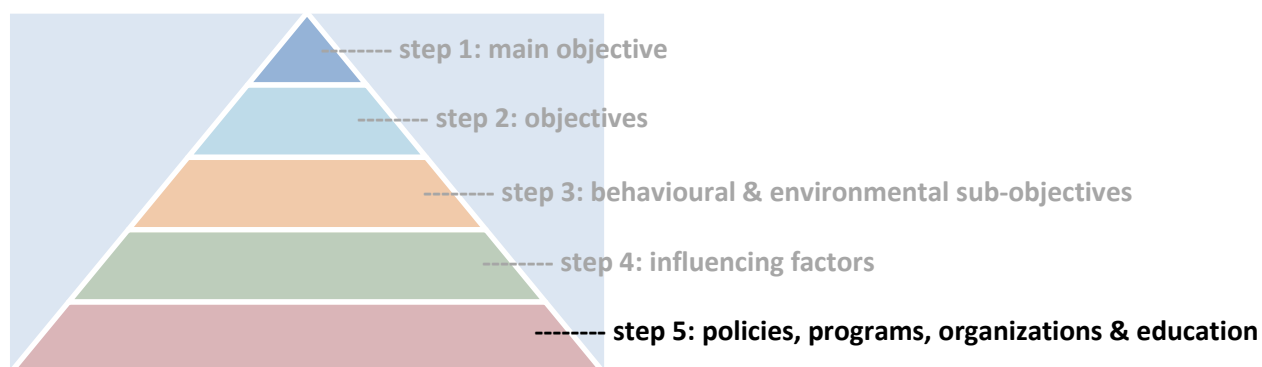 -------- step 1: main objective
-------- step 2: objectives
-------- step 3: behavioural & environmental sub-objectives
-------- step 4: influencing factors
-------- step 5: policies, programs, organizations & education